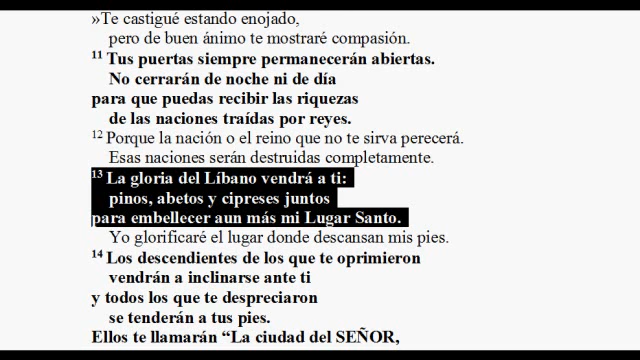 »Te castigué estando enojado,
pero de buen ánimo te mostraré compasión.
11 Tus puertas siempre permanecerán abiertas.
No cerrarán de noche ni de día
para que puedas recibir las riquezas
de las naciones traídas por reyes.
12 Porque la nación o el reino que no te sirva perecerá.
Esas naciones serán destruidas completamente.
13 La gloria del Líbano vendrá a ti:
pinos, abetos y cipreses juntos
para embellecer aun más mi Lugar Santo.
Yo glorificaré el lugar donde descansan mis pies.
14 Los descendientes de los que te oprimieron
vendrán a inclinarse ante ti
y todos los que te despreciaron
se tenderán a tus pies.
Ellos te llamarán “La ciudad del SEÑOR,